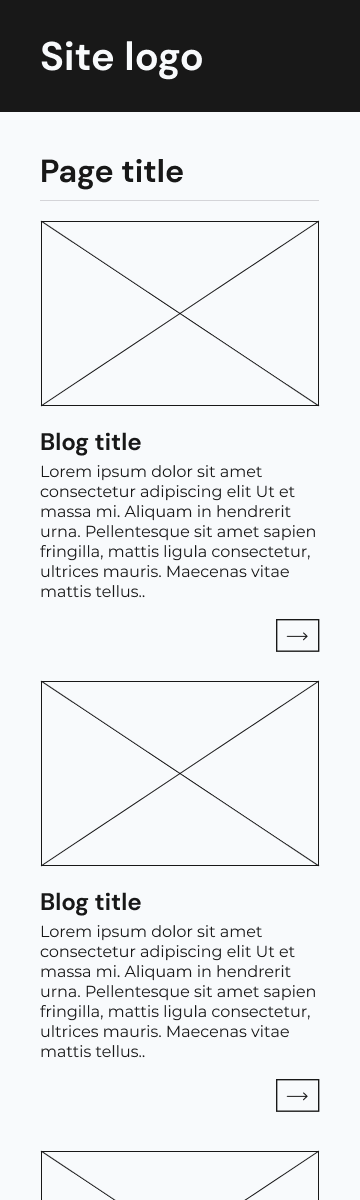 Site logo
Page title
Blog title
Lorem ipsum dolor sit amet
consectetur adipiscing elit Ut et
massa mi. Aliquam in hendrerit
urna. Pellentesque sit amet sapien
fringilla, mattis ligula consectetur,
ultrices mauris. Maecenas vitae
mattis tellus..
Blog title
Lorem ipsum dolor sit amet
consectetur adipiscing elit Ut et
massa mi. Aliquam in hendrerit
urna. Pellentesque sit amet sapien
fringilla, mattis ligula consectetur,
ultrices mauris. Maecenas vitae
mattis tellus..